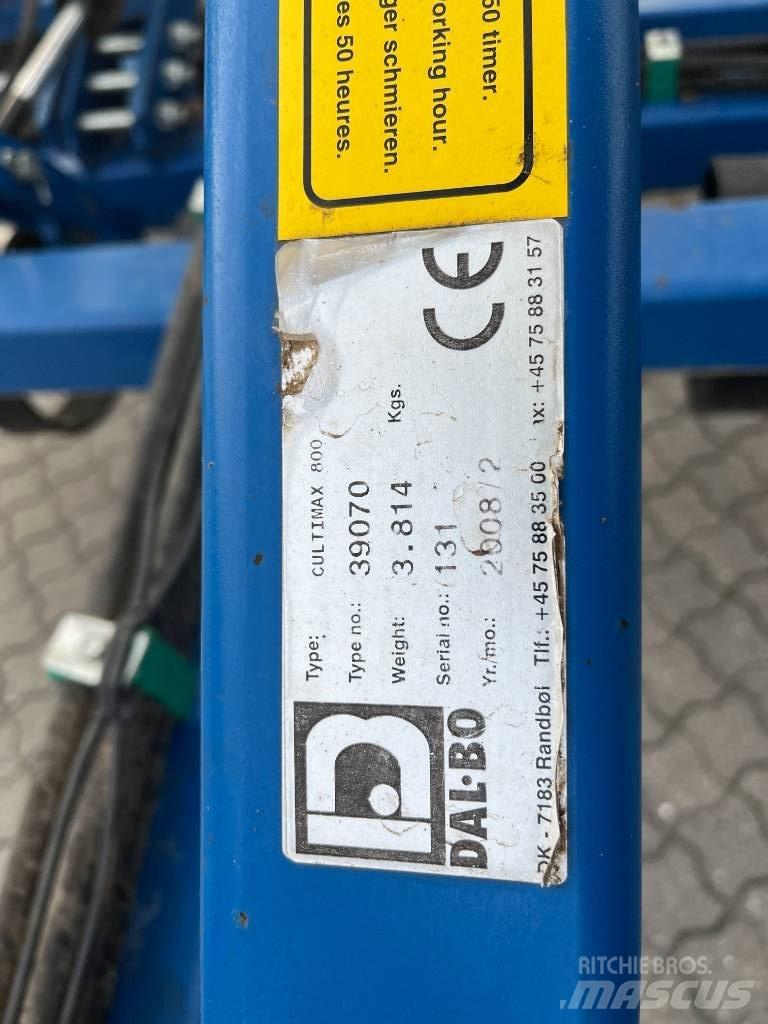 50 timer.
working hour.
ger schmieren.
es 50 heures.
CE
Type: CULTIMAX 800
Type no.: 39070
Weight: 3.814 Kgs.
Serial no.: 131
Yr./mo.: 2008/2
DAL·BO
DK - 7183 Randbøl Tlf.: +45 75 88 35 00 ax: +45 75 88 31 57
RITCHIE BROS.
MASCUS